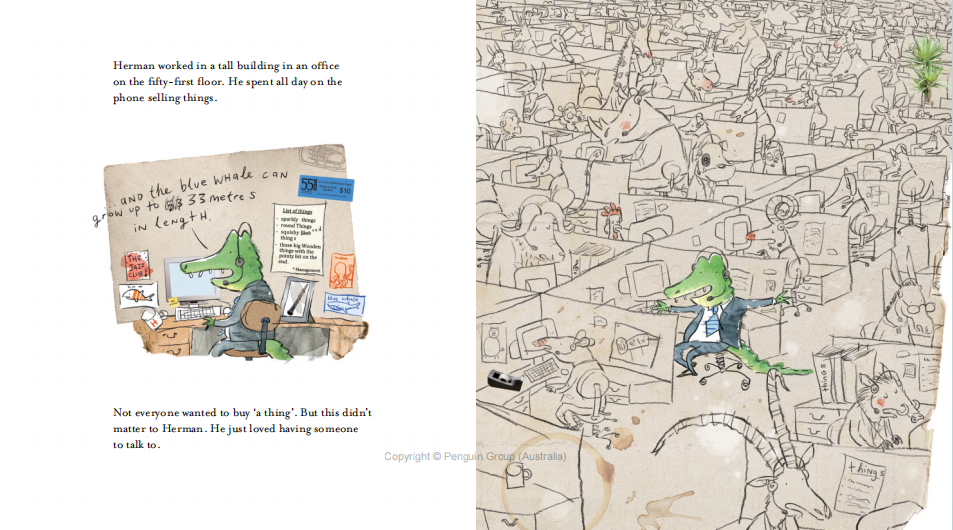 Herman worked in a tall building in an office
on the fifty-first floor. He spent all day on the
phone selling things.
...and the blue whale can
grow up to 33 metres
in length.
55
$10
List of things
- sparkly things
- round Things
- squishy things
- those big Wooden
things with the
pointy bit on the
end.
* Management
THE
JAZZ
CLUB!
blue whale
H
Not everyone wanted to buy ‘a thing’. But this didn’t
matter to Herman. He just loved having someone
to talk to.
Copyright © Penguin Group (Australia)
things
things